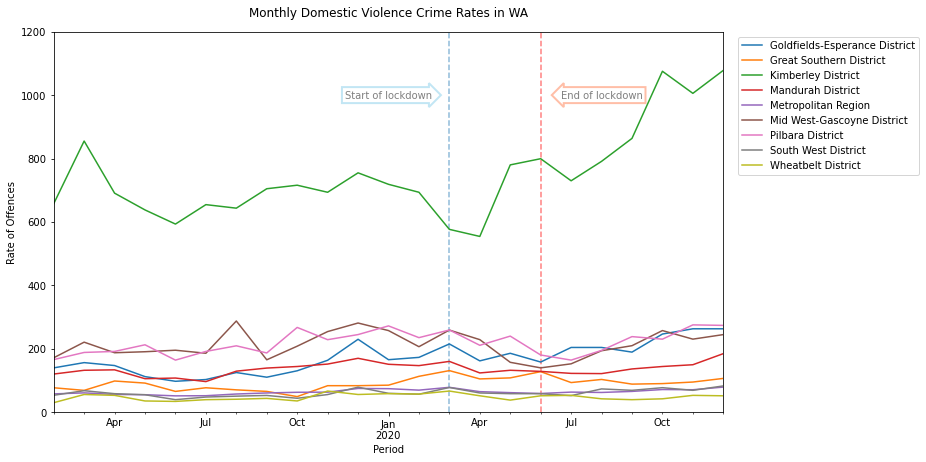 Monthly Domestic Violence Crime Rates in WA
1200
1000
800
600
400
200
0
Rate of Offences
Start of lockdown
End of lockdown
Apr
Jul
Oct
Jan
2020
Apr
Jul
Oct
Period
Goldfields-Esperance District
Great Southern District
Kimberley District
Mandurah District
Metropolitan Region
Mid West-Gascoyne District
Pilbara District
South West District
Wheatbelt District